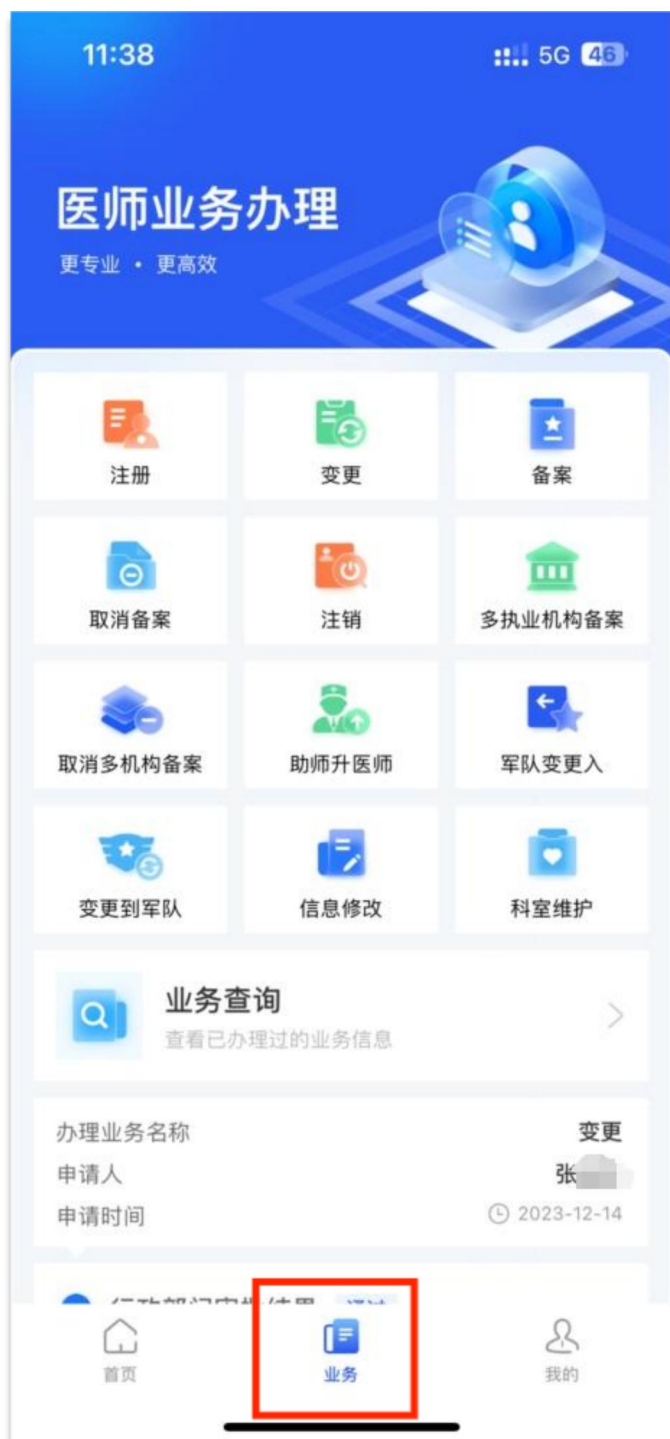 11:38 5G 46
医师业务办理
更专业 · 更高效
注册 变更 备案
取消备案 注销 多执业机构备案
取消多机构备案 助师升医师 军队变更入
变更到军队 信息修改 科室维护
业务查询
查看已办理过的业务信息
办理业务名称 变更
申请人 张
申请时间 2023-12-14
首页 业务 我的